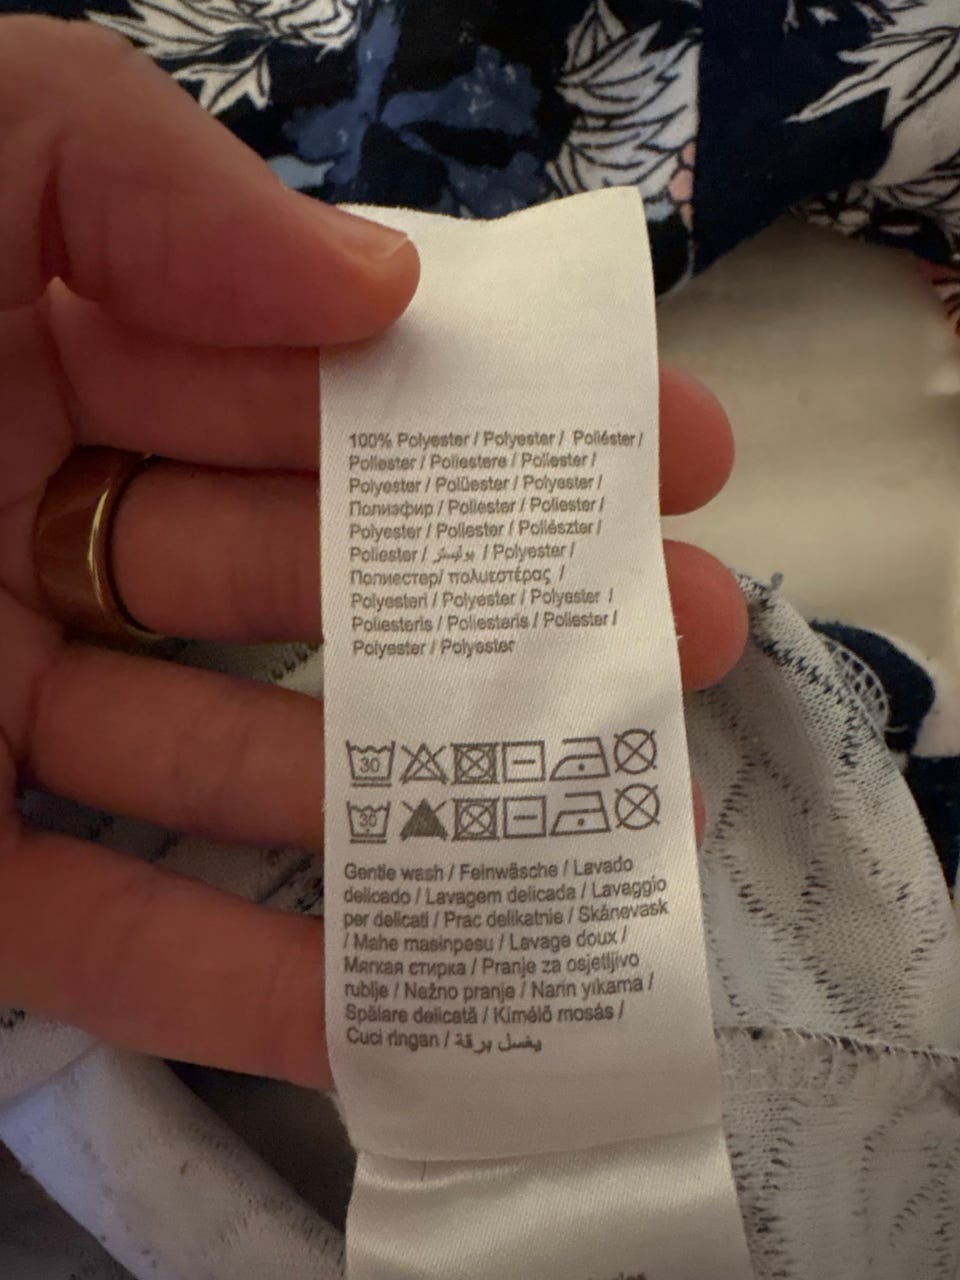 100% Polyester / Polyester / Poliéster /
Poliester / Poliestere / Poliester /
Polyester / Polüester / Polyester /
Полиэфир / Poliester / Poliester /
Polyester / Poliester / Poliészter /
Poliester / بوليستر / Polyester /
Полиестер/ πολυεστέρας /
Polyesteri / Polyester / Polyester /
Poliesteris / Poliesteris / Poliester /
Polyester / Polyester
30
30
Gentle wash / Feinwäsche / Lavado
delicado / Lavagem delicada / Lavaggio
per delicati / Prac delikatnie / Skånevask
/ Mahe masinpesu / Lavage doux /
Мягкая стирка / Pranje za osjetljivo
rublje / Nežno pranje / Narin yıkama /
Spălare delicată / Kímélő mosás /
Cuci ringan / يغسل برقة